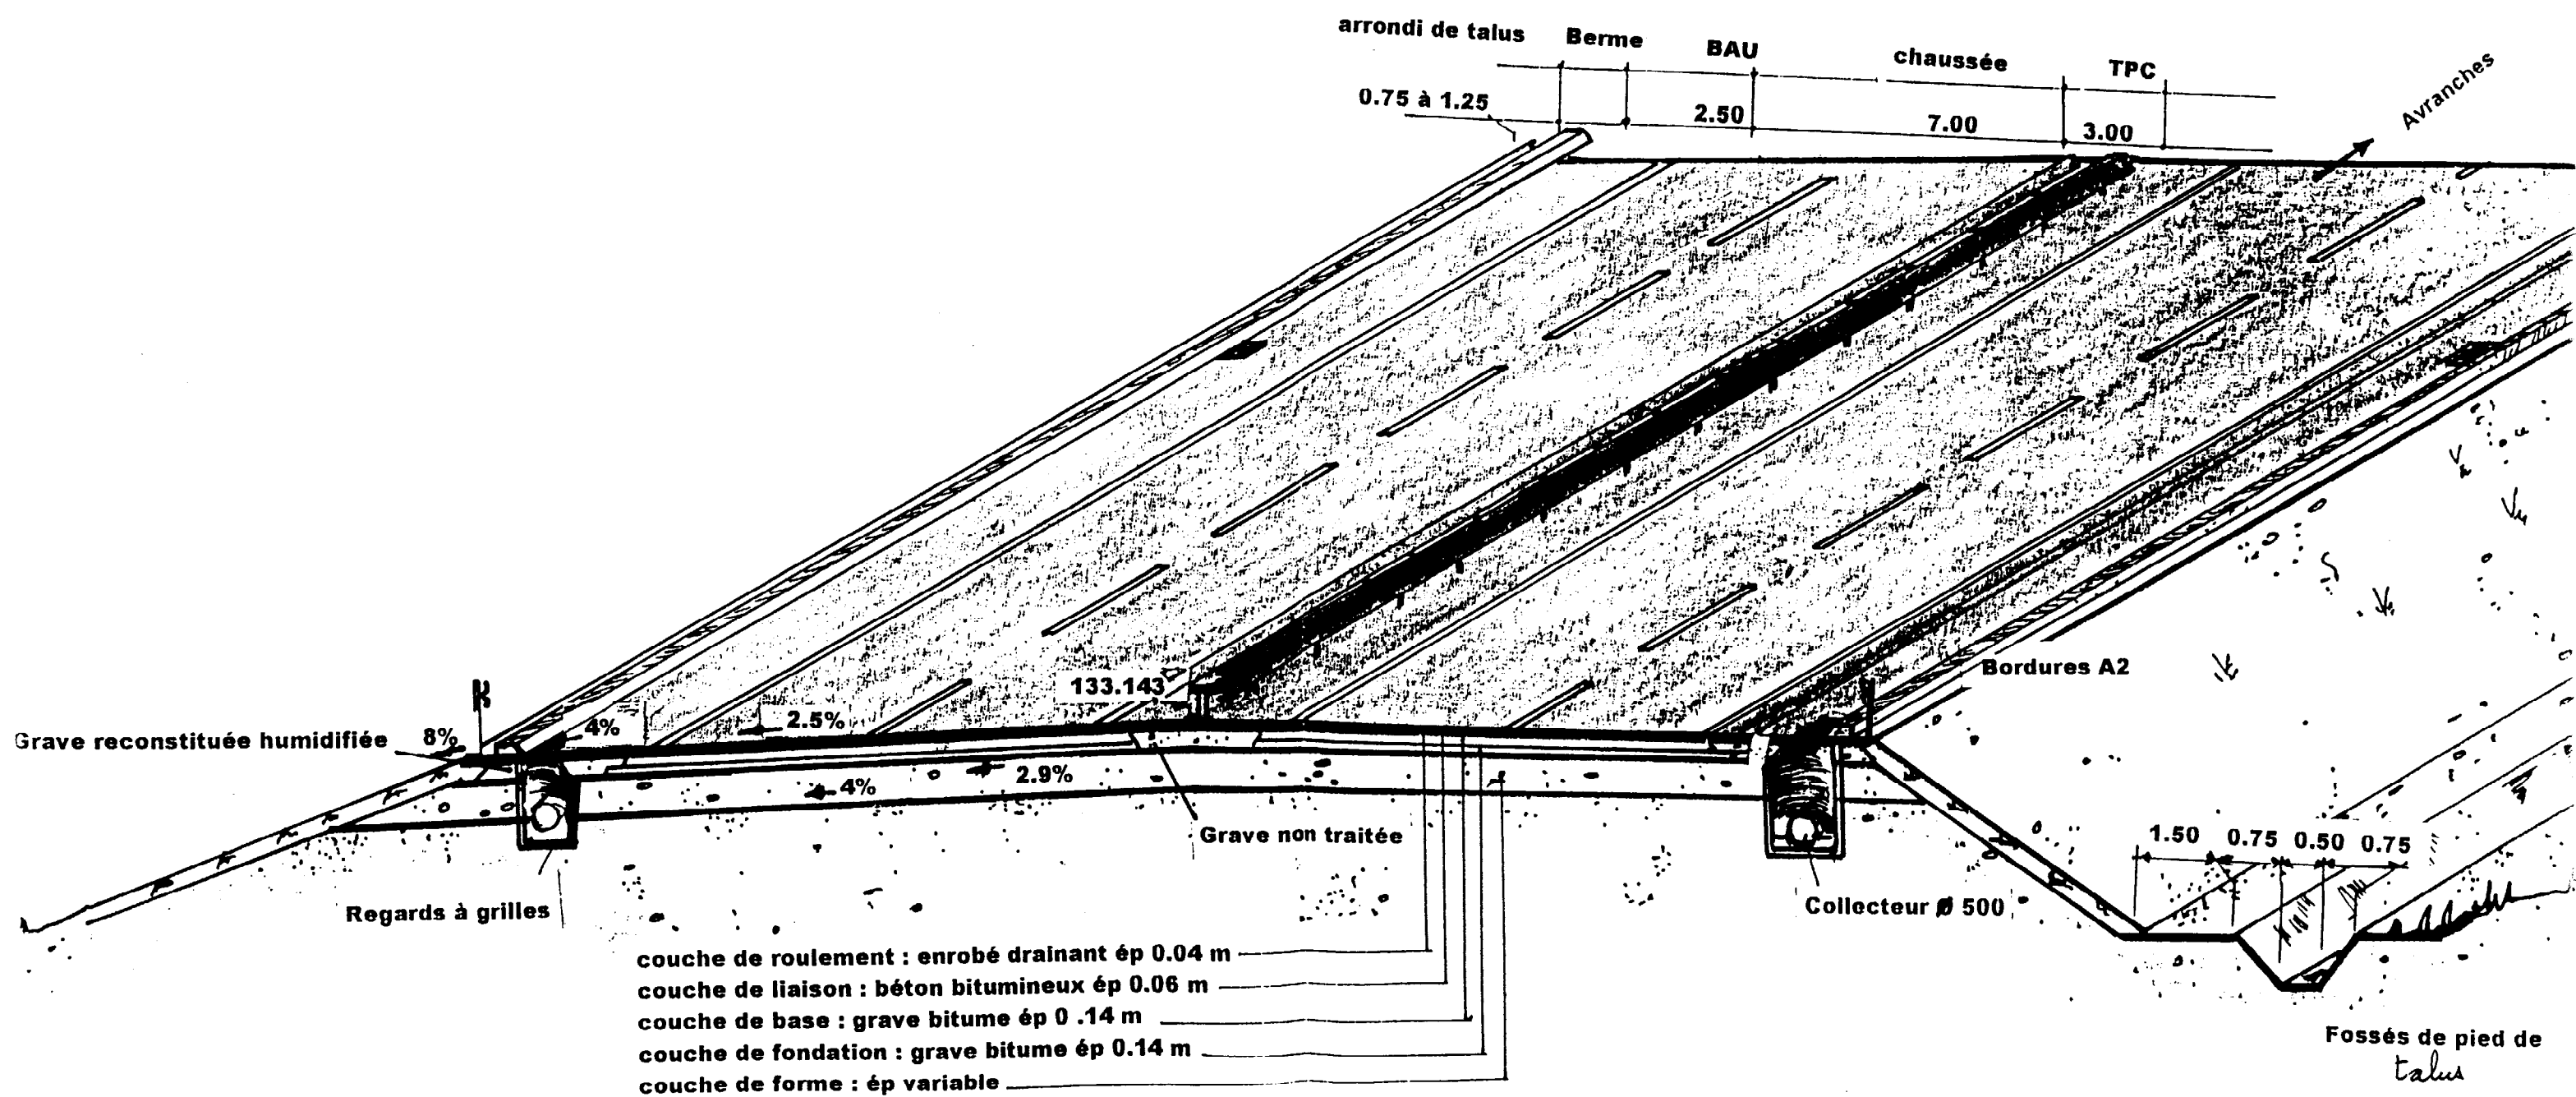 arrondi de talus
Berme
BAU
chaussée
TPC
Avranches
0.75 à 1.25
2.50
7.00
3.00
Bordures A2
133.143
Grave reconstituée humidifiée
8%
4%
2.5%
2.9%
4%
Grave non traitée
1.50
0.75
0.50
0.75
Regards à grilles
Collecteur Ø 500
couche de roulement : enrobé drainant ép 0.04 m
couche de liaison : béton bitumineux ép 0.06 m
couche de base : grave bitume ép 0 .14 m
couche de fondation : grave bitume ép 0.14 m
couche de forme : ép variable
Fossés de pied de
talus